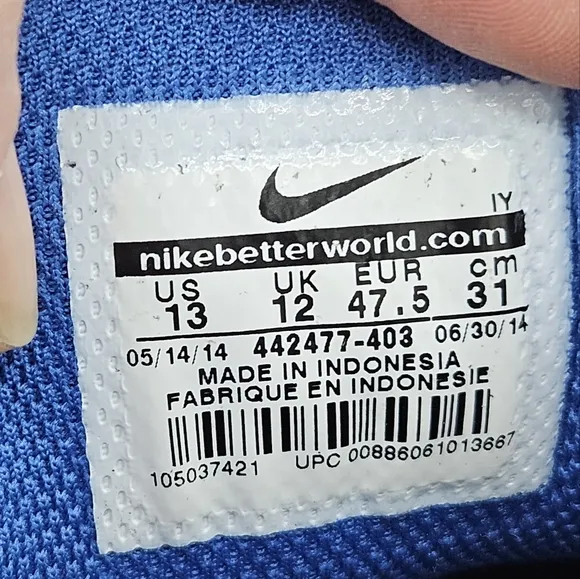 IY
nikebetterworld.com
US UK EUR cm
13 12 47.5 31
05/14/14 442477-403 06/30/14
MADE IN INDONESIA
FABRIQUE EN INDONESIE
105037421 UPC 00886061013667